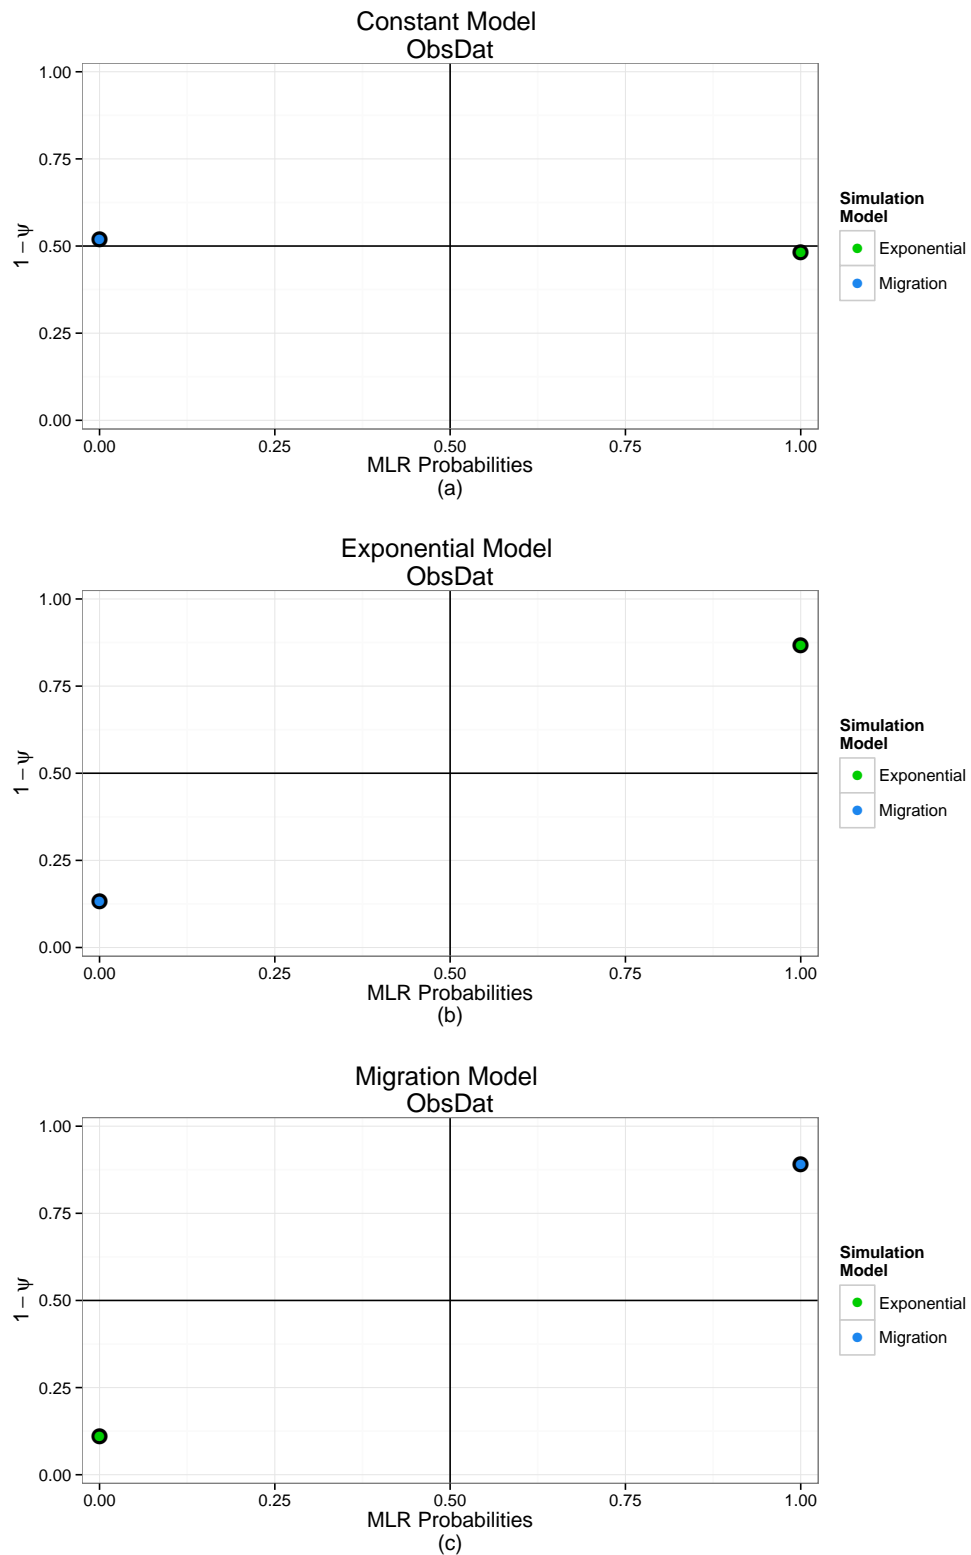 Constant Model
ObsDat
1.00
0.75
0.50
0.25
0.00
1 – ψ
0.00 0.25 0.50 0.75 1.00
MLR Probabilities
(a)
Simulation
Model
Exponential
Migration
Exponential Model
ObsDat
1.00
0.75
0.50
0.25
0.00
1 – ψ
0.00 0.25 0.50 0.75 1.00
MLR Probabilities
(b)
Simulation
Model
Exponential
Migration
Migration Model
ObsDat
1.00
0.75
0.50
0.25
0.00
1 – ψ
0.00 0.25 0.50 0.75 1.00
MLR Probabilities
(c)
Simulation
Model
Exponential
Migration